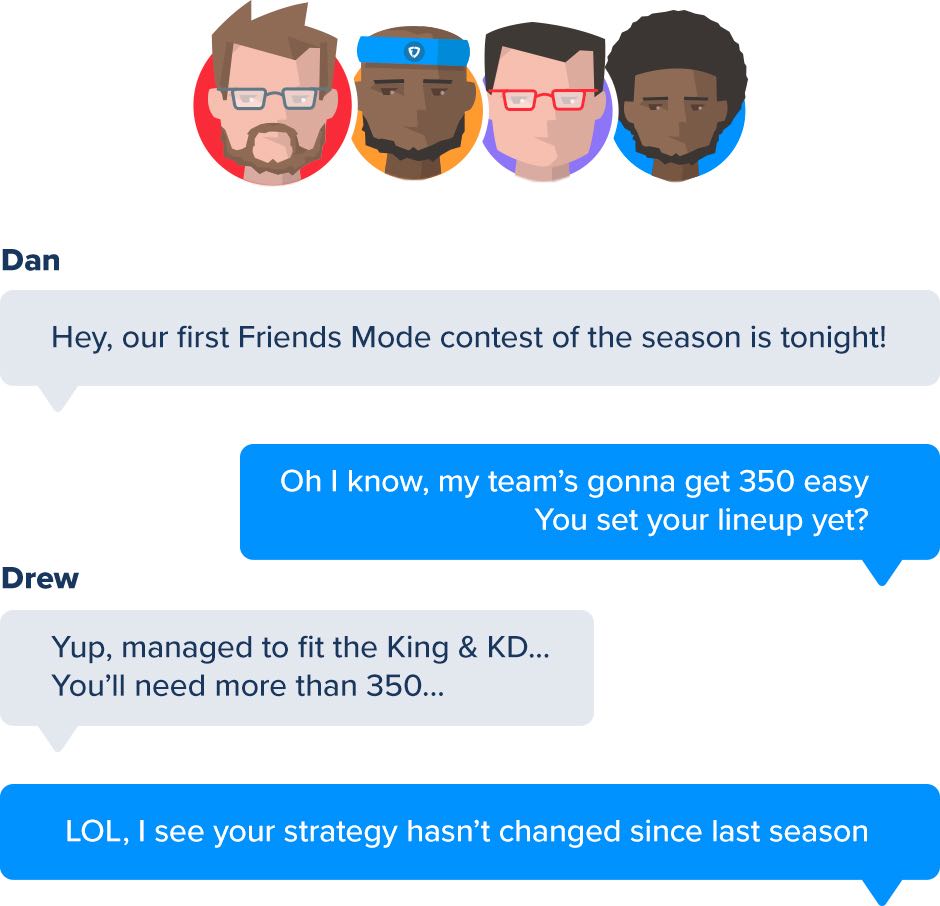 Dan
Hey, our first Friends Mode contest of the season is tonight!
Oh I know, my team’s gonna get 350 easy
You set your lineup yet?
Drew
Yup, managed to fit the King & KD...
You’ll need more than 350...
LOL, I see your strategy hasn’t changed since last season